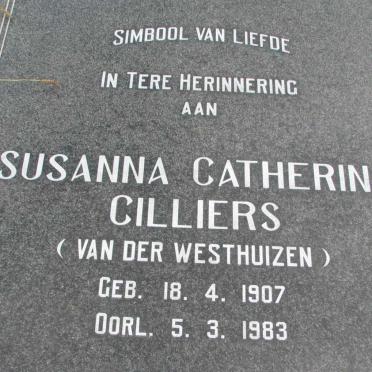 SIMBOOL VAN LIEFDE
IN TERE HERINNERING
AAN
SUSANNA CATHERIN
CILLIERS
( VAN DER WESTHUIZEN )
GEB. 18. 4. 1907
OORL. 5. 3. 1983